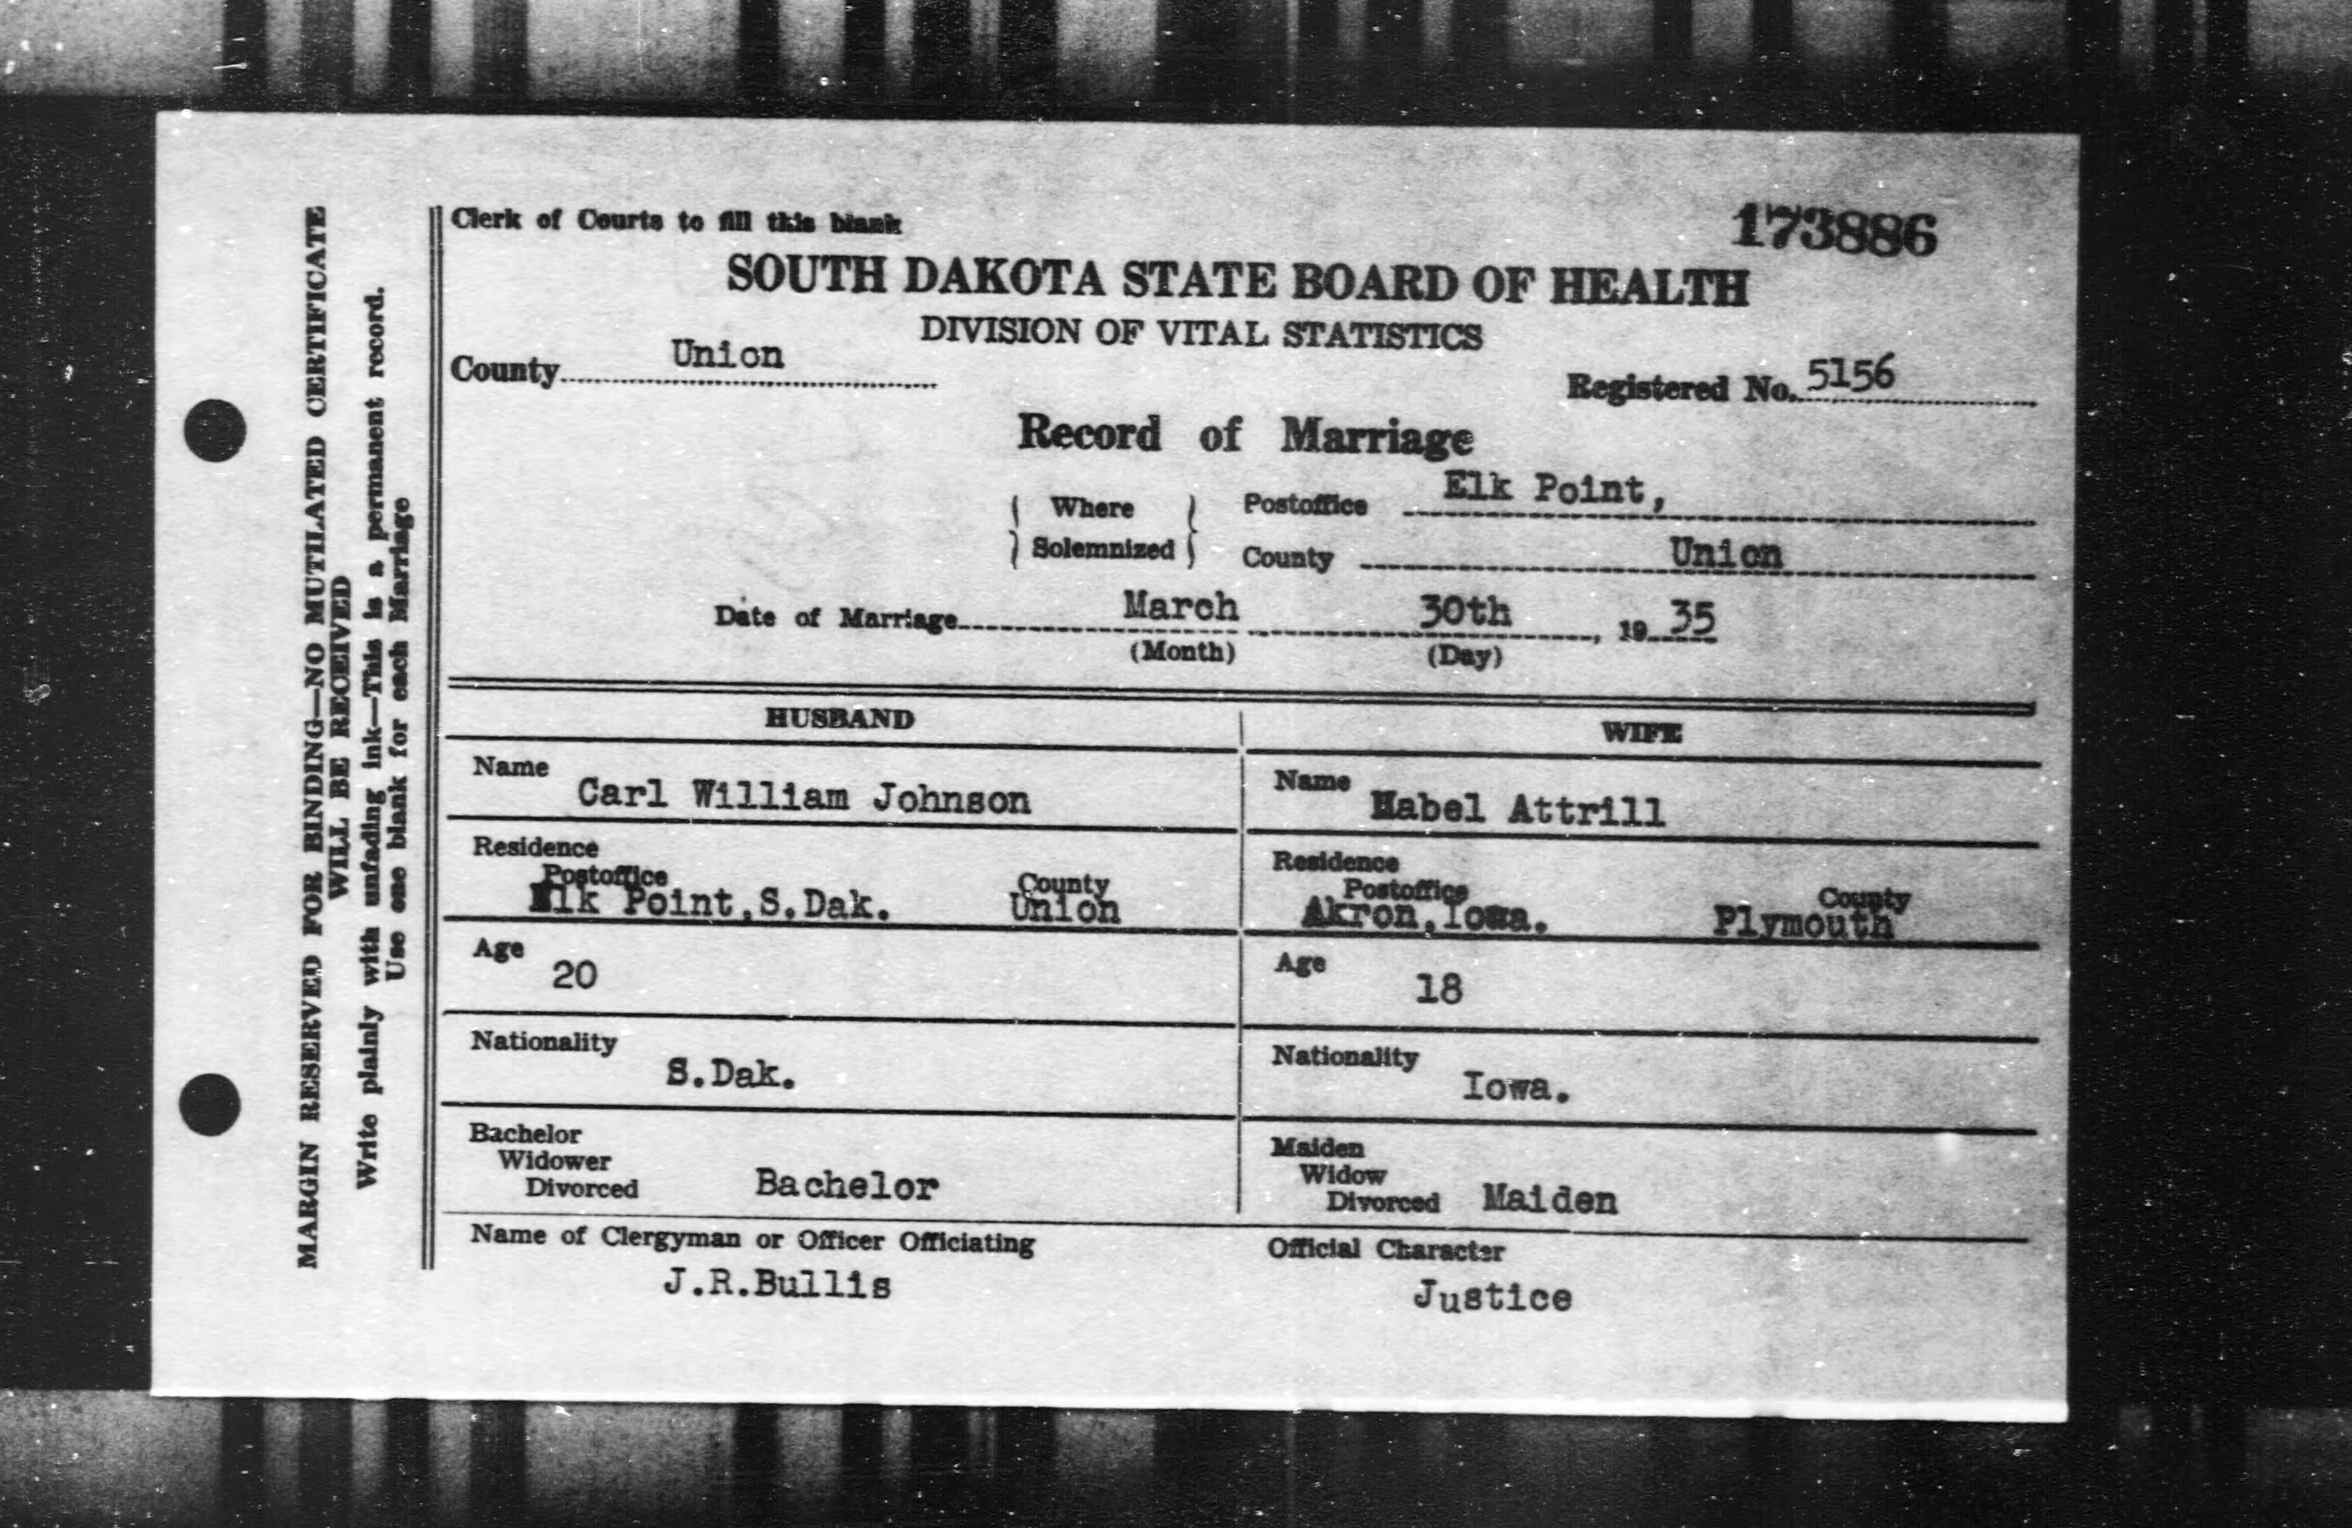 Clerk of Courts to fill this blank
173886
SOUTH DAKOTA STATE BOARD OF HEALTH
DIVISION OF VITAL STATISTICS
County Union
Registered No. 5156
Record of Marriage
Where Solemnized
Postoffice Elk Point,
County Union
Date of Marriage March 30th, 1935
(Month) (Day)
HUSBAND
Name
Carl William Johnson
Residence
Postoffice County
Elk Point,S.Dak. Union
Age
20
Nationality
S.Dak.
Bachelor
Widower
Divorced Bachelor
WIFE
Name
Mabel Attrill
Residence
Postoffice County
Akron,Iowa. Plymouth
Age
18
Nationality
Iowa.
Maiden
Widow
Divorced Maiden
Name of Clergyman or Officer Officiating
J.R.Bullis
Official Character
Justice
MARGIN RESERVED FOR BINDING—NO MUTILATED CERTIFICATE
WILL BE RECEIVED
Write plainly with unfading ink—This is a permanent record.
Use one blank for each Marriage